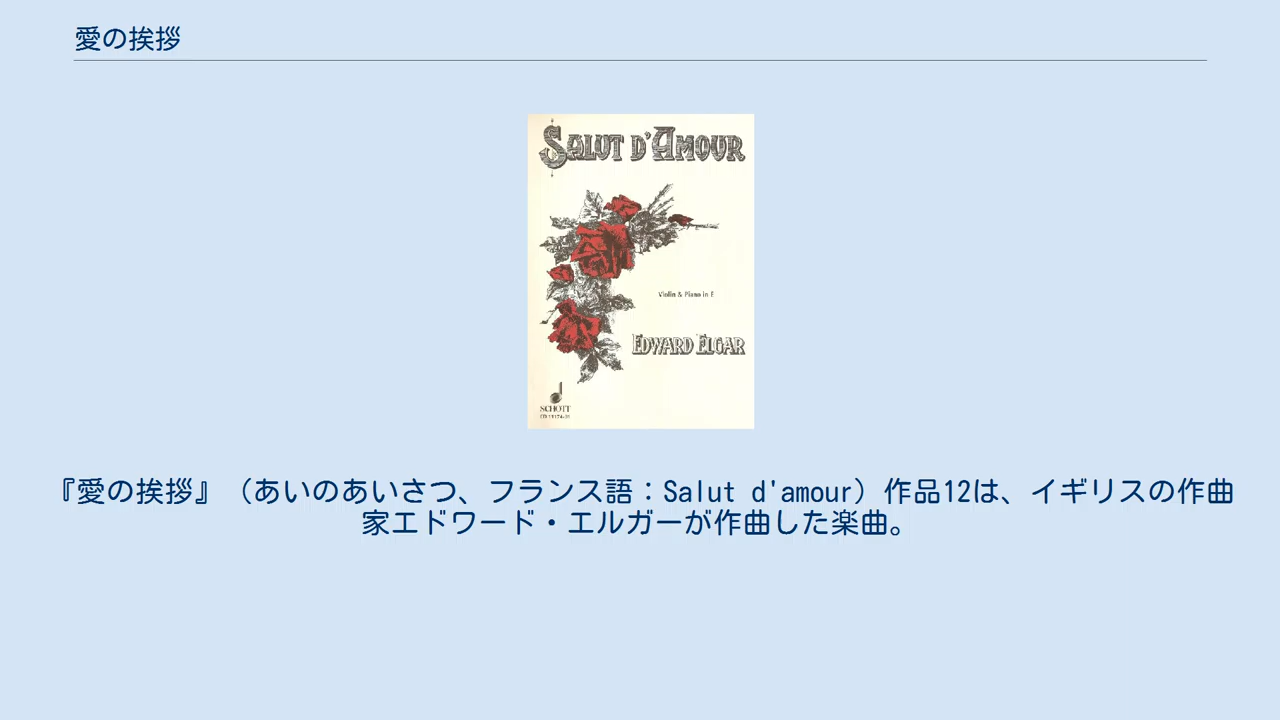 愛の挨拶
SALUT D'AMOUR
Violin & Piano in E
EDWARD ELGAR
SCHOTT
『愛の挨拶』（あいのあいさつ、フランス語：Salut d'amour）作品12は、イギリスの作曲
家エドワード・エルガーが作曲した楽曲。